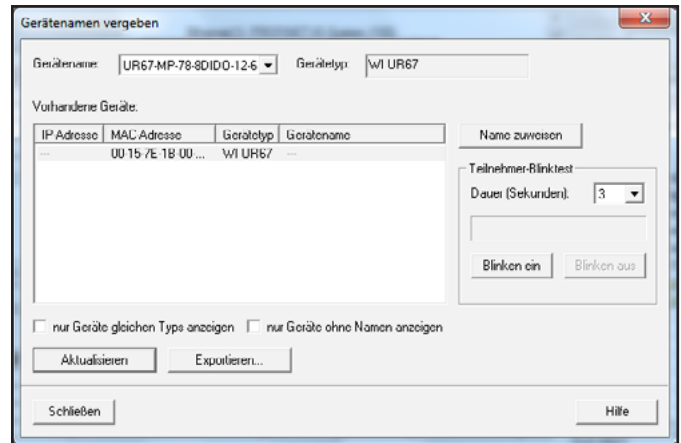 Gerätenamen vergeben
Gerätename: UR67-MP-78-8DIDO-12-6 Gerätetyp: WI UR67
Vorhandene Geräte:
IP Adresse MAC Adresse Gerätetyp Gerätename
--- 00-15-7E-1B-00-... WI UR67 ---
Name zuweisen
Teilnehmer-Blinktest
Dauer (Sekunden): 3
Blinken ein Blinken aus
nur Geräte gleichen Typs anzeigen nur Geräte ohne Namen anzeigen
Aktualisieren Exportieren...
Schließen Hilfe